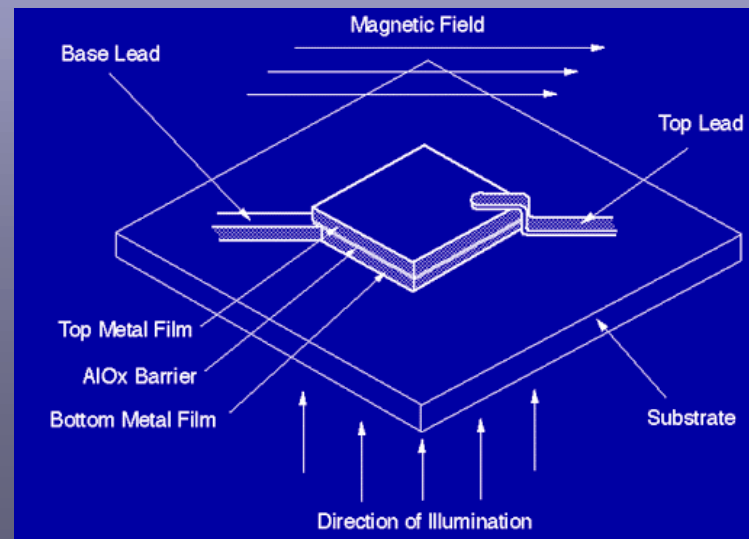 Magnetic Field
Base Lead
Top Lead
Top Metal Film
AlOx Barrier
Bottom Metal Film
Substrate
Direction of Illumination